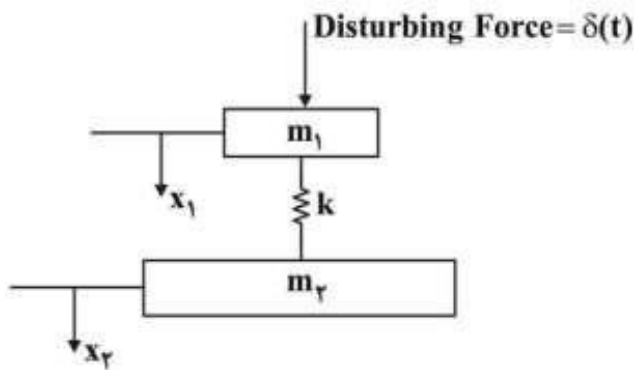 Disturbing Force = δ(t)
m۱
x۱
k
m۲
x۲